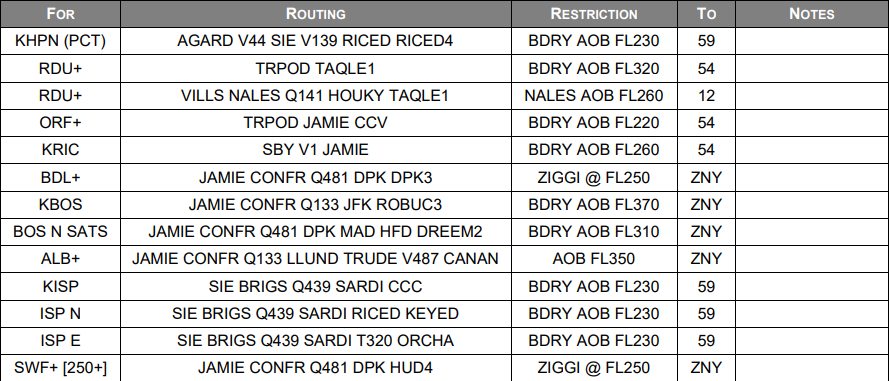 FOR ROUTING RESTRICTION TO NOTES
KHPN (PCT) AGARD V44 SIE V139 RICED RICED4 BDRY AOB FL230 59
RDU+ TRPOD TAQLE1 BDRY AOB FL320 54
RDU+ VILLS NALES Q141 HOUKY TAQLE1 NALES AOB FL260 12
ORF+ TRPOD JAMIE CCV BDRY AOB FL220 54
KRIC SBY V1 JAMIE BDRY AOB FL260 54
BDL+ JAMIE CONFR Q481 DPK DPK3 ZIGGI @ FL250 ZNY
KBOS JAMIE CONFR Q133 JFK ROBUC3 BDRY AOB FL370 ZNY
BOS N SATS JAMIE CONFR Q481 DPK MAD HFD DREEM2 BDRY AOB FL310 ZNY
ALB+ JAMIE CONFR Q133 LLUND TRUDE V487 CANAN AOB FL350 ZNY
KISP SIE BRIGS Q439 SARDI CCC BDRY AOB FL230 59
ISP N SIE BRIGS Q439 SARDI RICED KEYED BDRY AOB FL230 59
ISP E SIE BRIGS Q439 SARDI T320 ORCHA BDRY AOB FL230 59
SWF+ [250+] JAMIE CONFR Q481 DPK HUD4 ZIGGI @ FL250 ZNY